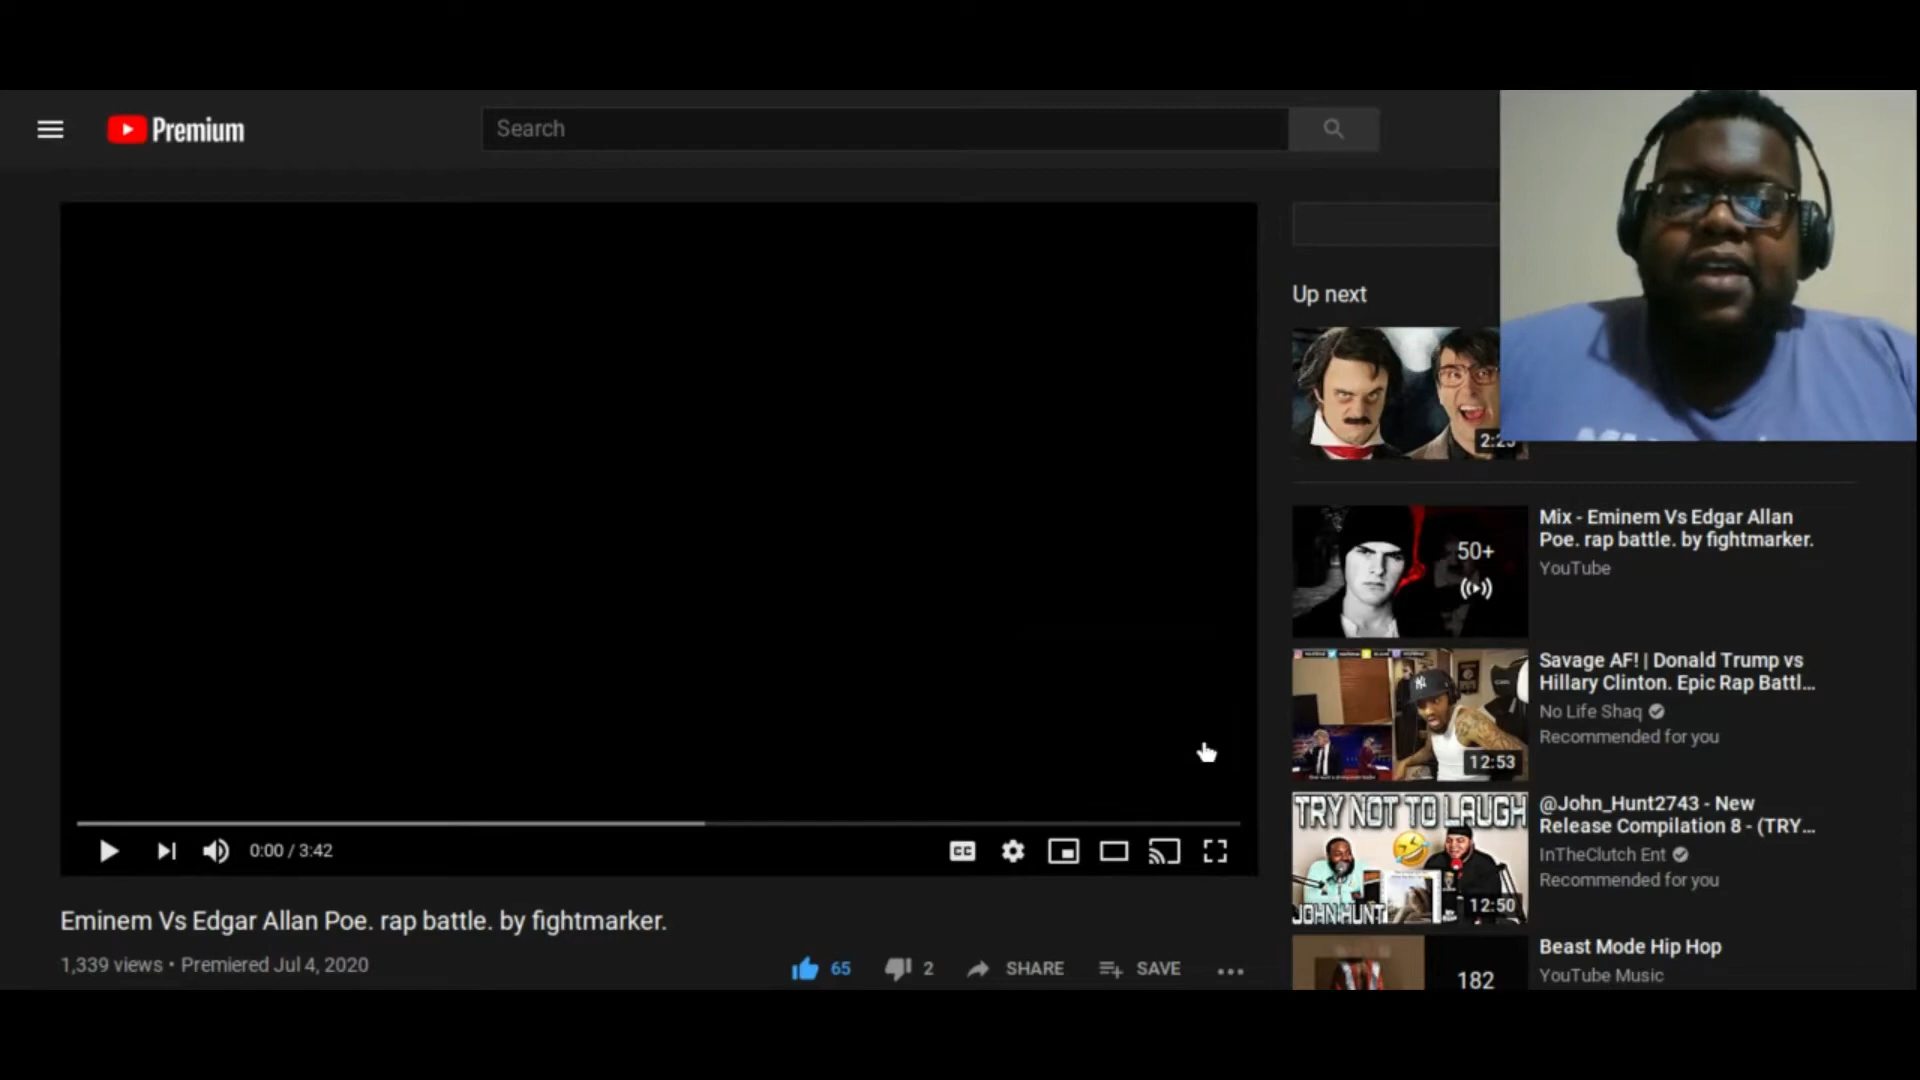 Premium
Search
Up next
2:25
Mix - Eminem Vs Edgar Allan
Poe. rap battle. by fightmarker.
YouTube
50+
Savage AF! | Donald Trump vs
Hillary Clinton. Epic Rap Battl...
No Life Shaq
Recommended for you
12:53
TRY NOT TO LAUGH
JOHN HUNT
12:50
@John_Hunt2743 - New
Release Compilation 8 - (TRY...
InTheClutch Ent
Recommended for you
Beast Mode Hip Hop
YouTube Music
182
0:00 / 3:42
CC
Eminem Vs Edgar Allan Poe. rap battle. by fightmarker.
1,339 views • Premiered Jul 4, 2020
65
2
SHARE
SAVE